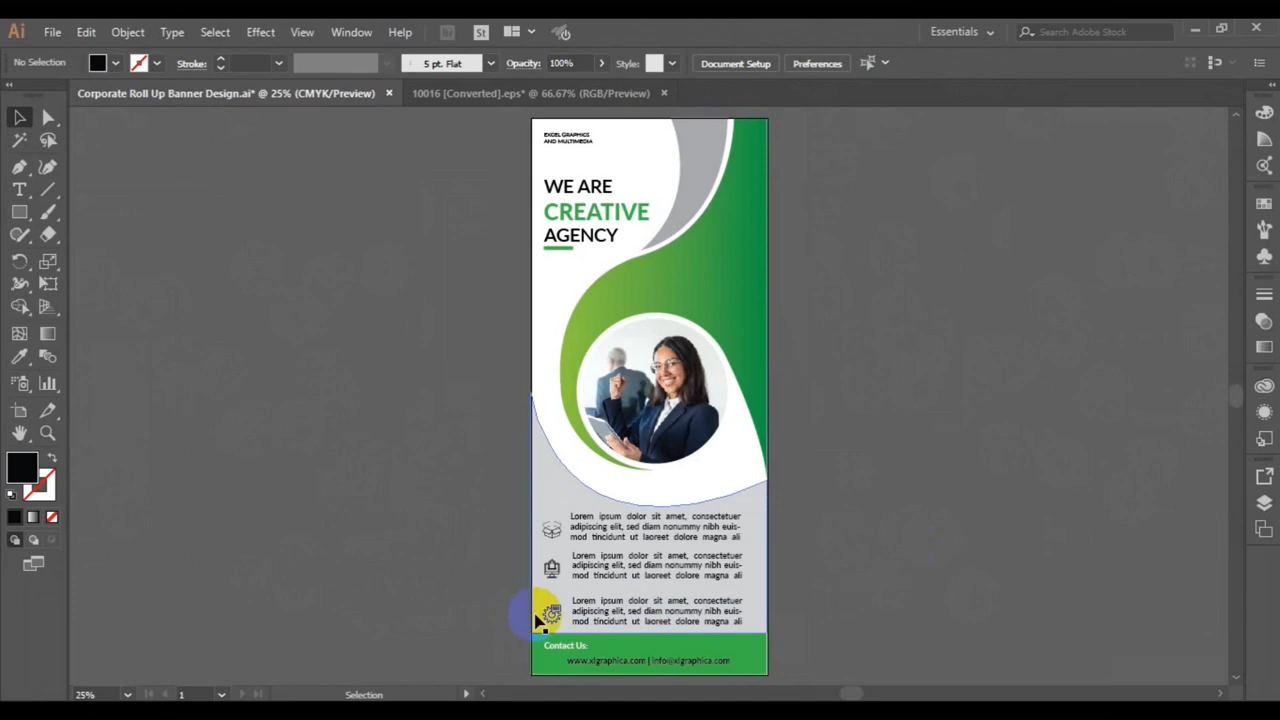 Ai File Edit Object Type Select Effect View Window Help Br St Essentials Search Adobe Stock
No Selection Stroke: 5 pt. Flat Opacity: 100% Style: Document Setup Preferences
Corporate Roll Up Banner Design.ai* @ 25% (CMYK/Preview) 10016 [Converted].eps* @ 66.67% (RGB/Preview)
EXCEL GRAPHICS
AND MULTIMEDIA
WE ARE
CREATIVE
AGENCY
Lorem ipsum dolor sit amet, consectetuer
adipiscing elit, sed diam nonummy nibh euis-
mod tincidunt ut laoreet dolore magna ali
Lorem ipsum dolor sit amet, consectetuer
adipiscing elit, sed diam nonummy nibh euis-
mod tincidunt ut laoreet dolore magna ali
Lorem ipsum dolor sit amet, consectetuer
adipiscing elit, sed diam nonummy nibh euis-
mod tincidunt ut laoreet dolore magna ali
Contact Us:
www.xlgraphica.com | info@xlgraphica.com
25% 1 Selection